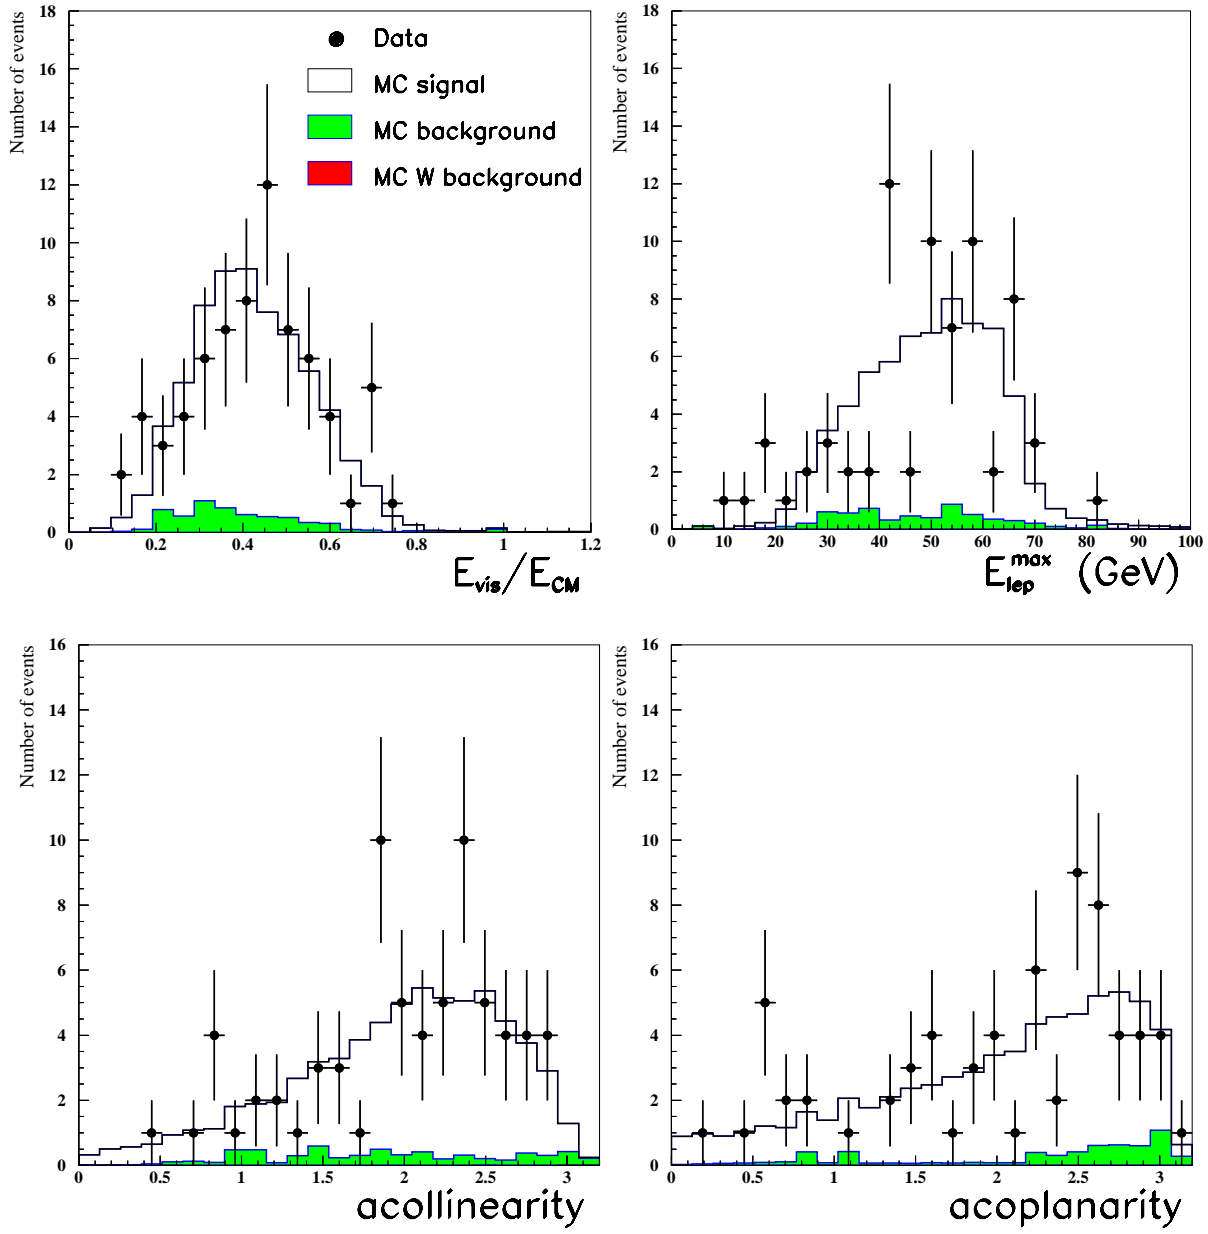 Number of events
18
16
14
12
10
8
6
4
2
0
0 0.2 0.4 0.6 0.8 1 1.2
E_vis/E_CM
Data
MC signal
MC background
MC W background
Number of events
18
16
14
12
10
8
6
4
2
0
0 10 20 30 40 50 60 70 80 90 100
E_lep^max (GeV)
Number of events
16
14
12
10
8
6
4
2
0
0 0.5 1 1.5 2 2.5 3
acollinearity
Number of events
16
14
12
10
8
6
4
2
0
0 0.5 1 1.5 2 2.5 3
acoplanarity